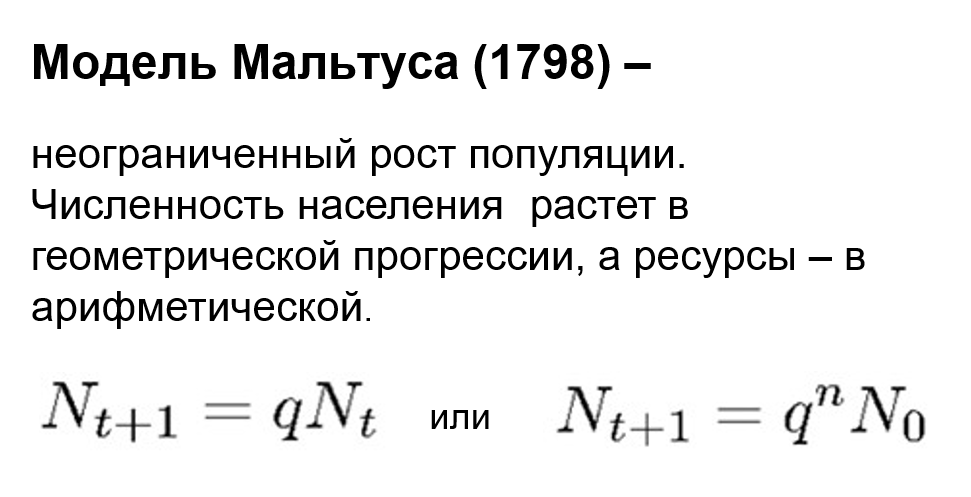 Модель Мальтуса (1798) –
неограниченный рост популяции.
Численность населения растет в
геометрической прогрессии, а ресурсы – в
арифметической.
N_{t+1} = qN_t или N_{t+1} = q^n N_0